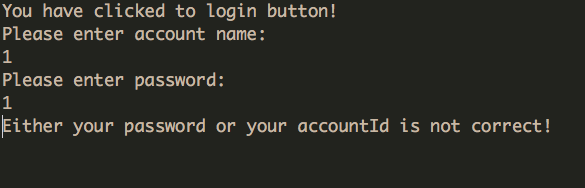 You have clicked to login button!
Please enter account name:
1
Please enter password:
1
Either your password or your accountId is not correct!